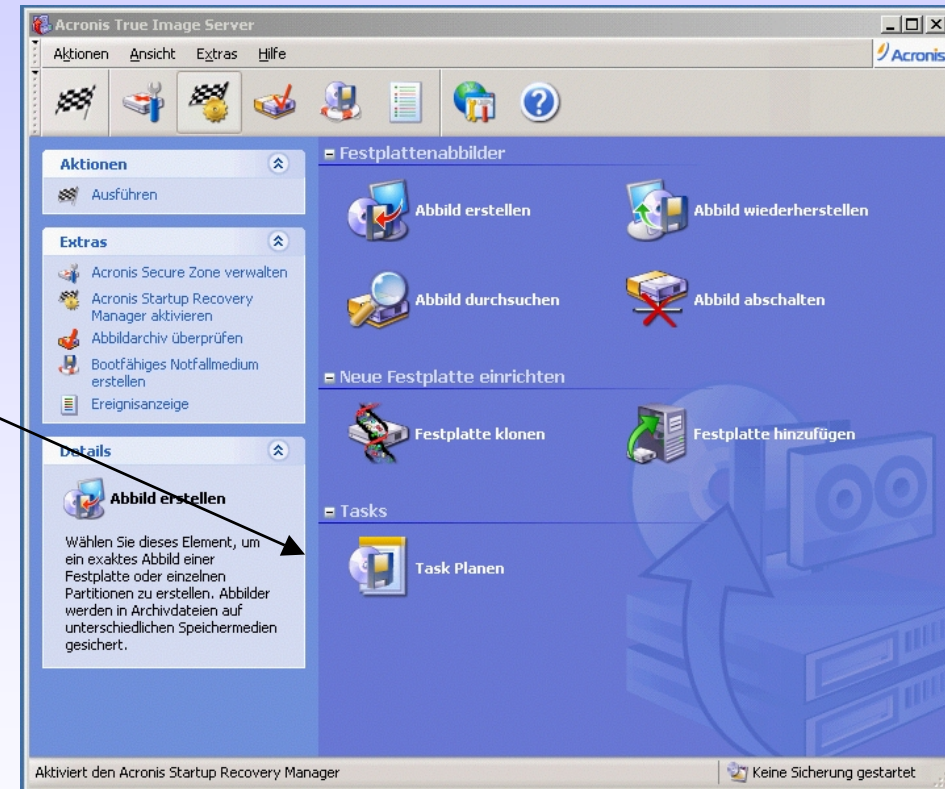 Acronis True Image Server
Aktionen Ansicht Extras Hilfe
Acronis
Aktionen
Ausführen
Extras
Acronis Secure Zone verwalten
Acronis Startup Recovery
Manager aktivieren
Abbildarchiv überprüfen
Bootfähiges Notfallmedium
erstellen
Ereignisanzeige
Details
Abbild erstellen
Wählen Sie dieses Element, um
ein exaktes Abbild einer
Festplatte oder einzelnen
Partitionen zu erstellen. Abbilder
werden in Archivdateien auf
unterschiedlichen Speichermedien
gesichert.
Festplattenabbilder
Abbild erstellen
Abbild wiederherstellen
Abbild durchsuchen
Abbild abschalten
Neue Festplatte einrichten
Festplatte klonen
Festplatte hinzufügen
Tasks
Task Planen
Aktiviert den Acronis Startup Recovery Manager
Keine Sicherung gestartet